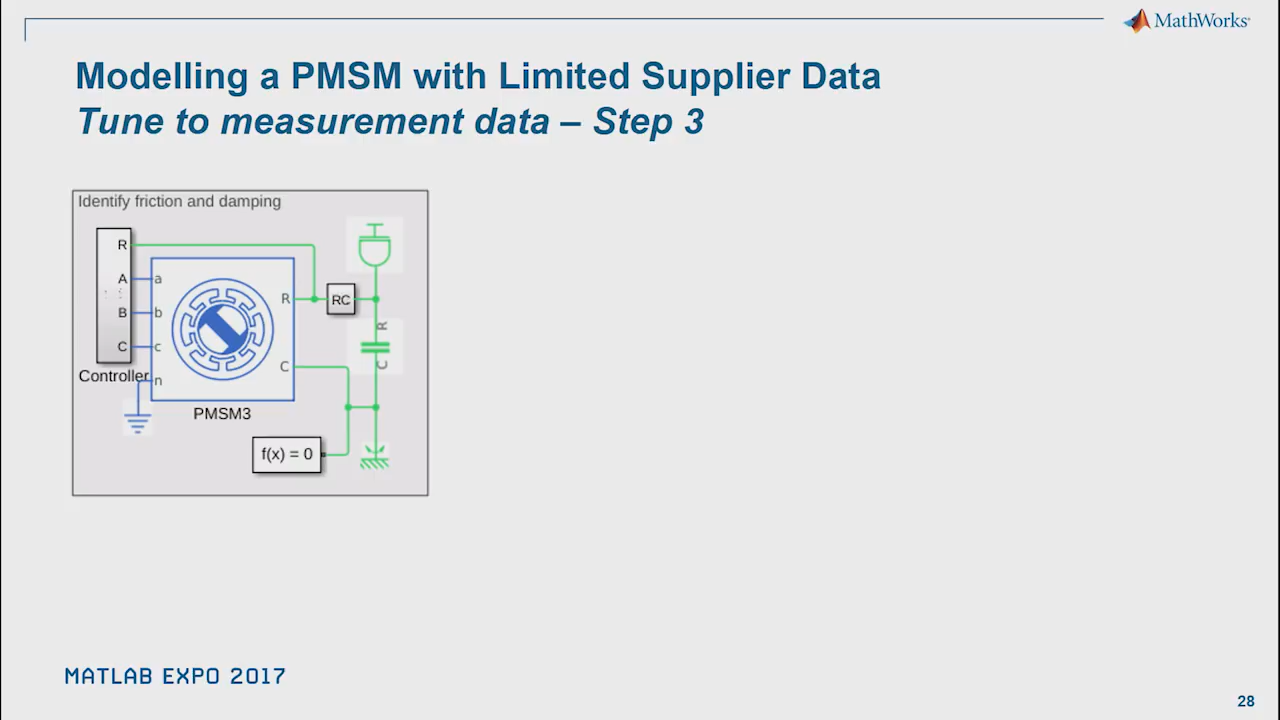 MathWorks®
Modelling a PMSM with Limited Supplier Data
Tune to measurement data – Step 3
Identify friction and damping
R
A a
B b
C c
n
Controller
R
C
RC
R
C
PMSM3
f(x) = 0
MATLAB EXPO 2017
28